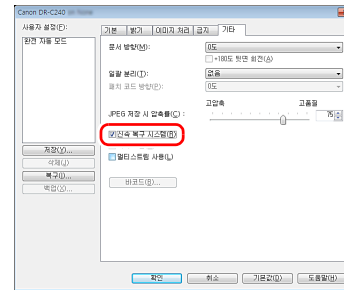 Canon DR-C240 on None
사용자 설정(F):
완전 자동 모드
저장(Y)...
삭제(J)
복구(I)...
백업(X)...
기본 밝기 이미지 처리 급지 기타
문서 방향(M): 0도
+180도 뒷면 회전(A)
일괄 분리(T): 없음
패치 코드 방향(P): 0도
고압축 고품질
JPEG 저장 시 압축률(C) : 75
신속 복구 시스템(R)
멀티스트림 사용(L)
바코드(B)...
확인 취소 기본값(D) 도움말(H)